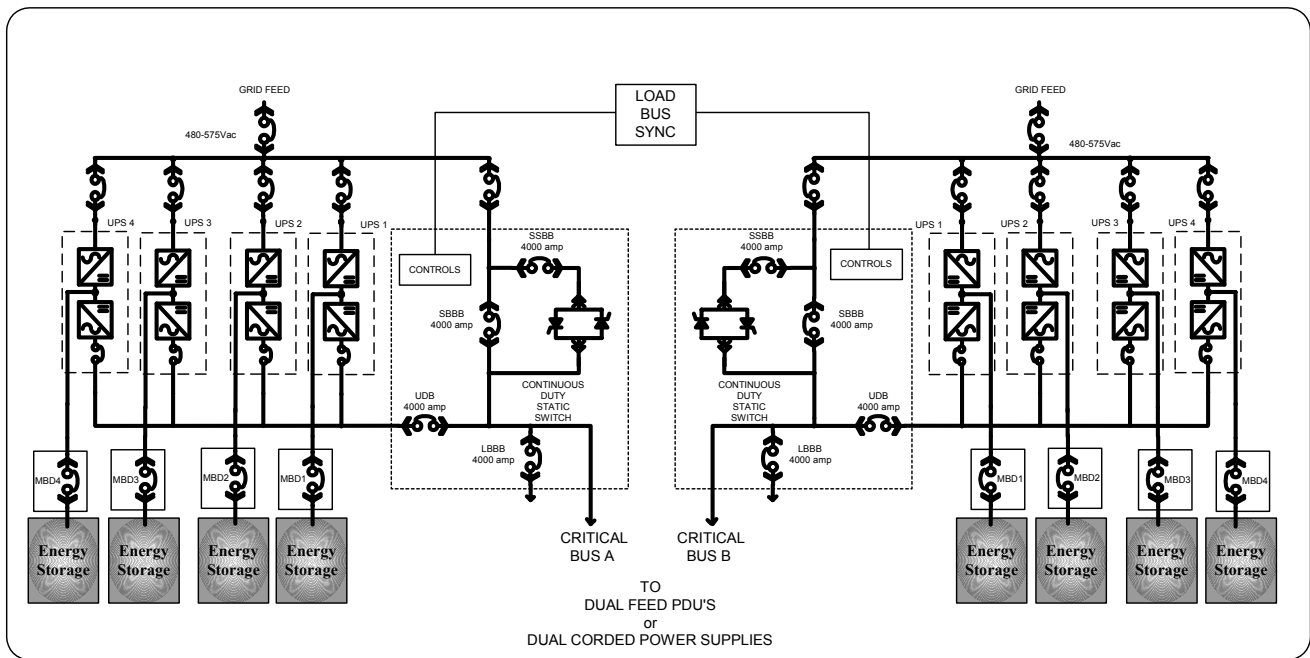 GRID FEED
LOAD
BUS
SYNC
GRID FEED
480-575Vac
480-575Vac
UPS 4
UPS 3
UPS 2
UPS 1
UPS 1
UPS 2
UPS 3
UPS 4
SSBB
4000 amp
SSBB
4000 amp
CONTROLS
CONTROLS
SBBB
4000 amp
SBBB
4000 amp
CONTINUOUS
DUTY
STATIC
SWITCH
CONTINUOUS
DUTY
STATIC
SWITCH
UDB
4000 amp
UDB
4000 amp
LBBB
4000 amp
LBBB
4000 amp
MBD4
MBD3
MBD2
MBD1
MBD1
MBD2
MBD3
MBD4
Energy
Storage
Energy
Storage
Energy
Storage
Energy
Storage
CRITICAL
BUS A
CRITICAL
BUS B
Energy
Storage
Energy
Storage
Energy
Storage
Energy
Storage
TO
DUAL FEED PDU'S
or
DUAL CORDED POWER SUPPLIES